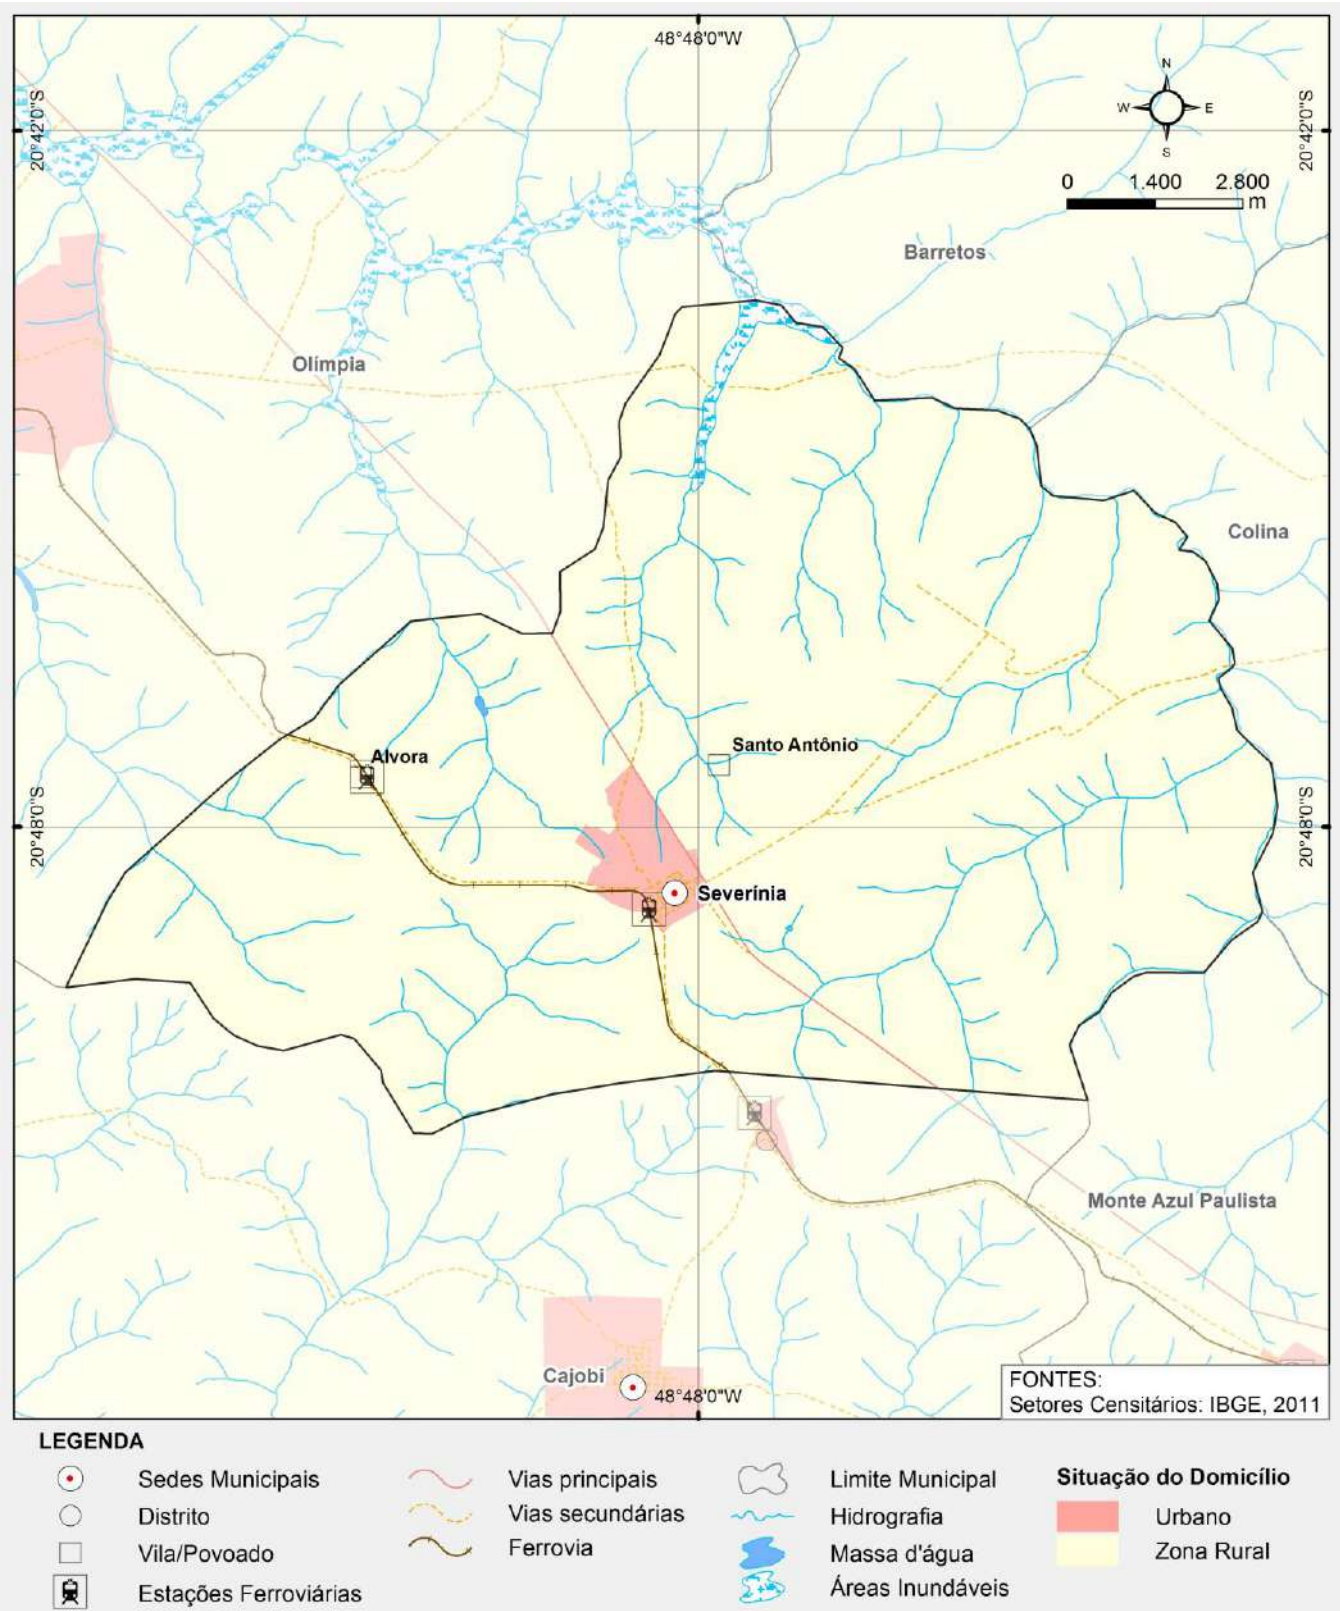 48°48'0"W
N
W E
S
20°42'0"S
20°42'0"S
0 1.400 2.800
m
Barretos
Olímpia
Colina
Santo Antônio
Alvora
20°48'0"S
20°48'0"S
Severínia
Monte Azul Paulista
Cajobi
48°48'0"W
FONTES:
Setores Censitários: IBGE, 2011
LEGENDA
Sedes Municipais
Distrito
Vila/Povoado
Estações Ferroviárias
Vias principais
Vias secundárias
Ferrovia
Limite Municipal
Hidrografia
Massa d'água
Áreas Inundáveis
Situação do Domicílio
Urbano
Zona Rural